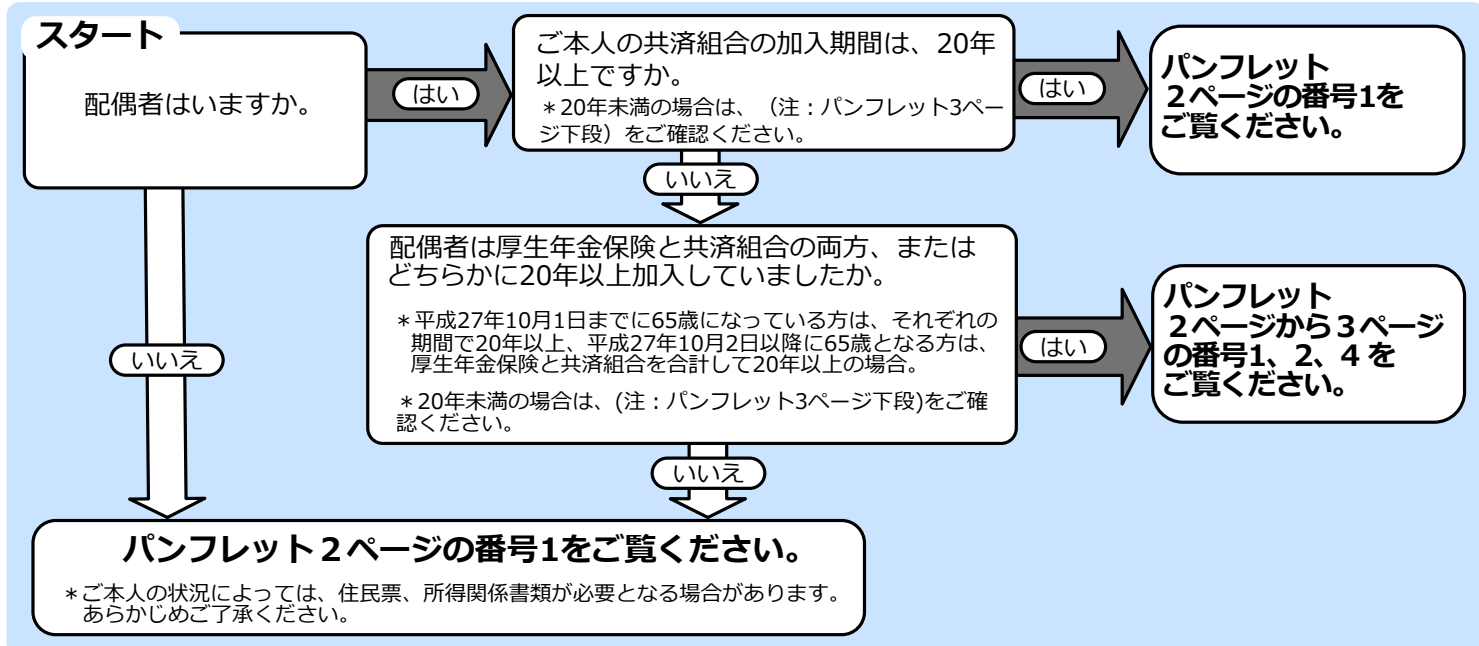 スタート
配偶者はいますか。
はい
ご本人の共済組合の加入期間は、20年
以上ですか。
＊20年未満の場合は、（注：パンフレット3ペー
ジ下段）をご確認ください。
はい
パンフレット
２ページの番号1を
ご覧ください。
いいえ
配偶者は厚生年金保険と共済組合の両方、または
どちらかに20年以上加入していましたか。
＊平成27年10月1日までに65歳になっている方は、それぞれの
期間で20年以上、平成27年10月2日以降に65歳となる方は、
厚生年金保険と共済組合を合計して20年以上の場合。
＊20年未満の場合は、(注：パンフレット3ページ下段)をご確
認ください。
はい
パンフレット
２ページから３ページ
の番号1、2、4 を
ご覧ください。
いいえ
いいえ
パンフレット２ページの番号1をご覧ください。
＊ご本人の状況によっては、住民票、所得関係書類が必要となる場合があります。
あらかじめご了承ください。